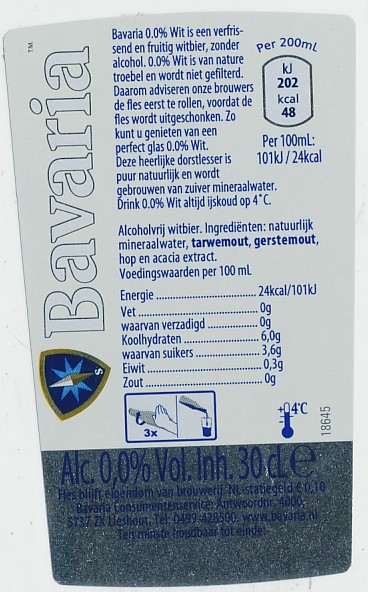 Bavaria
TM
Bavaria 0.0% Wit is een verfris-
send en fruitig witbier, zonder
alcohol. 0.0% Wit is van nature
troebel en wordt niet gefilterd.
Daarom adviseren onze brouwers
de fles eerst te rollen, voordat de
fles wordt uitgeschonken. Zo
kunt u genieten van een
perfect glas 0.0% Wit.
Deze heerlijke dorstlesser is
puur natuurlijk en wordt
gebrouwen van zuiver mineraalwater.
Drink 0.0% Wit altijd ijskoud op 4°C.
Per 200mL
kJ
202
kcal
48
Per 100mL:
101kJ / 24kcal
Alcoholvrij witbier. Ingrediënten: natuurlijk
mineraalwater, tarwemout, gerstemout,
hop en acacia extract.
Voedingswaarden per 100 mL
Energie ................................ 24kcal/101kJ
Vet ...................................... 0g
waarvan verzadigd ................. 0g
Koolhydraten ........................ 6,0g
waarvan suikers .................... 3,6g
Eiwit .................................... 0,3g
Zout ..................................... 0g
S
3x
+04°C
18645
Alc. 0,0% Vol. Inh. 30 cL e
Fles blijft eigendom van brouwerij. NL-statiegeld € 0,10
Bavaria Consumentenservice: Antwoordnr. 4000,
5737 ZX Lieshout. Tel. 0499-428500. www.bavaria.nl
Ten minste houdbaar tot einde: